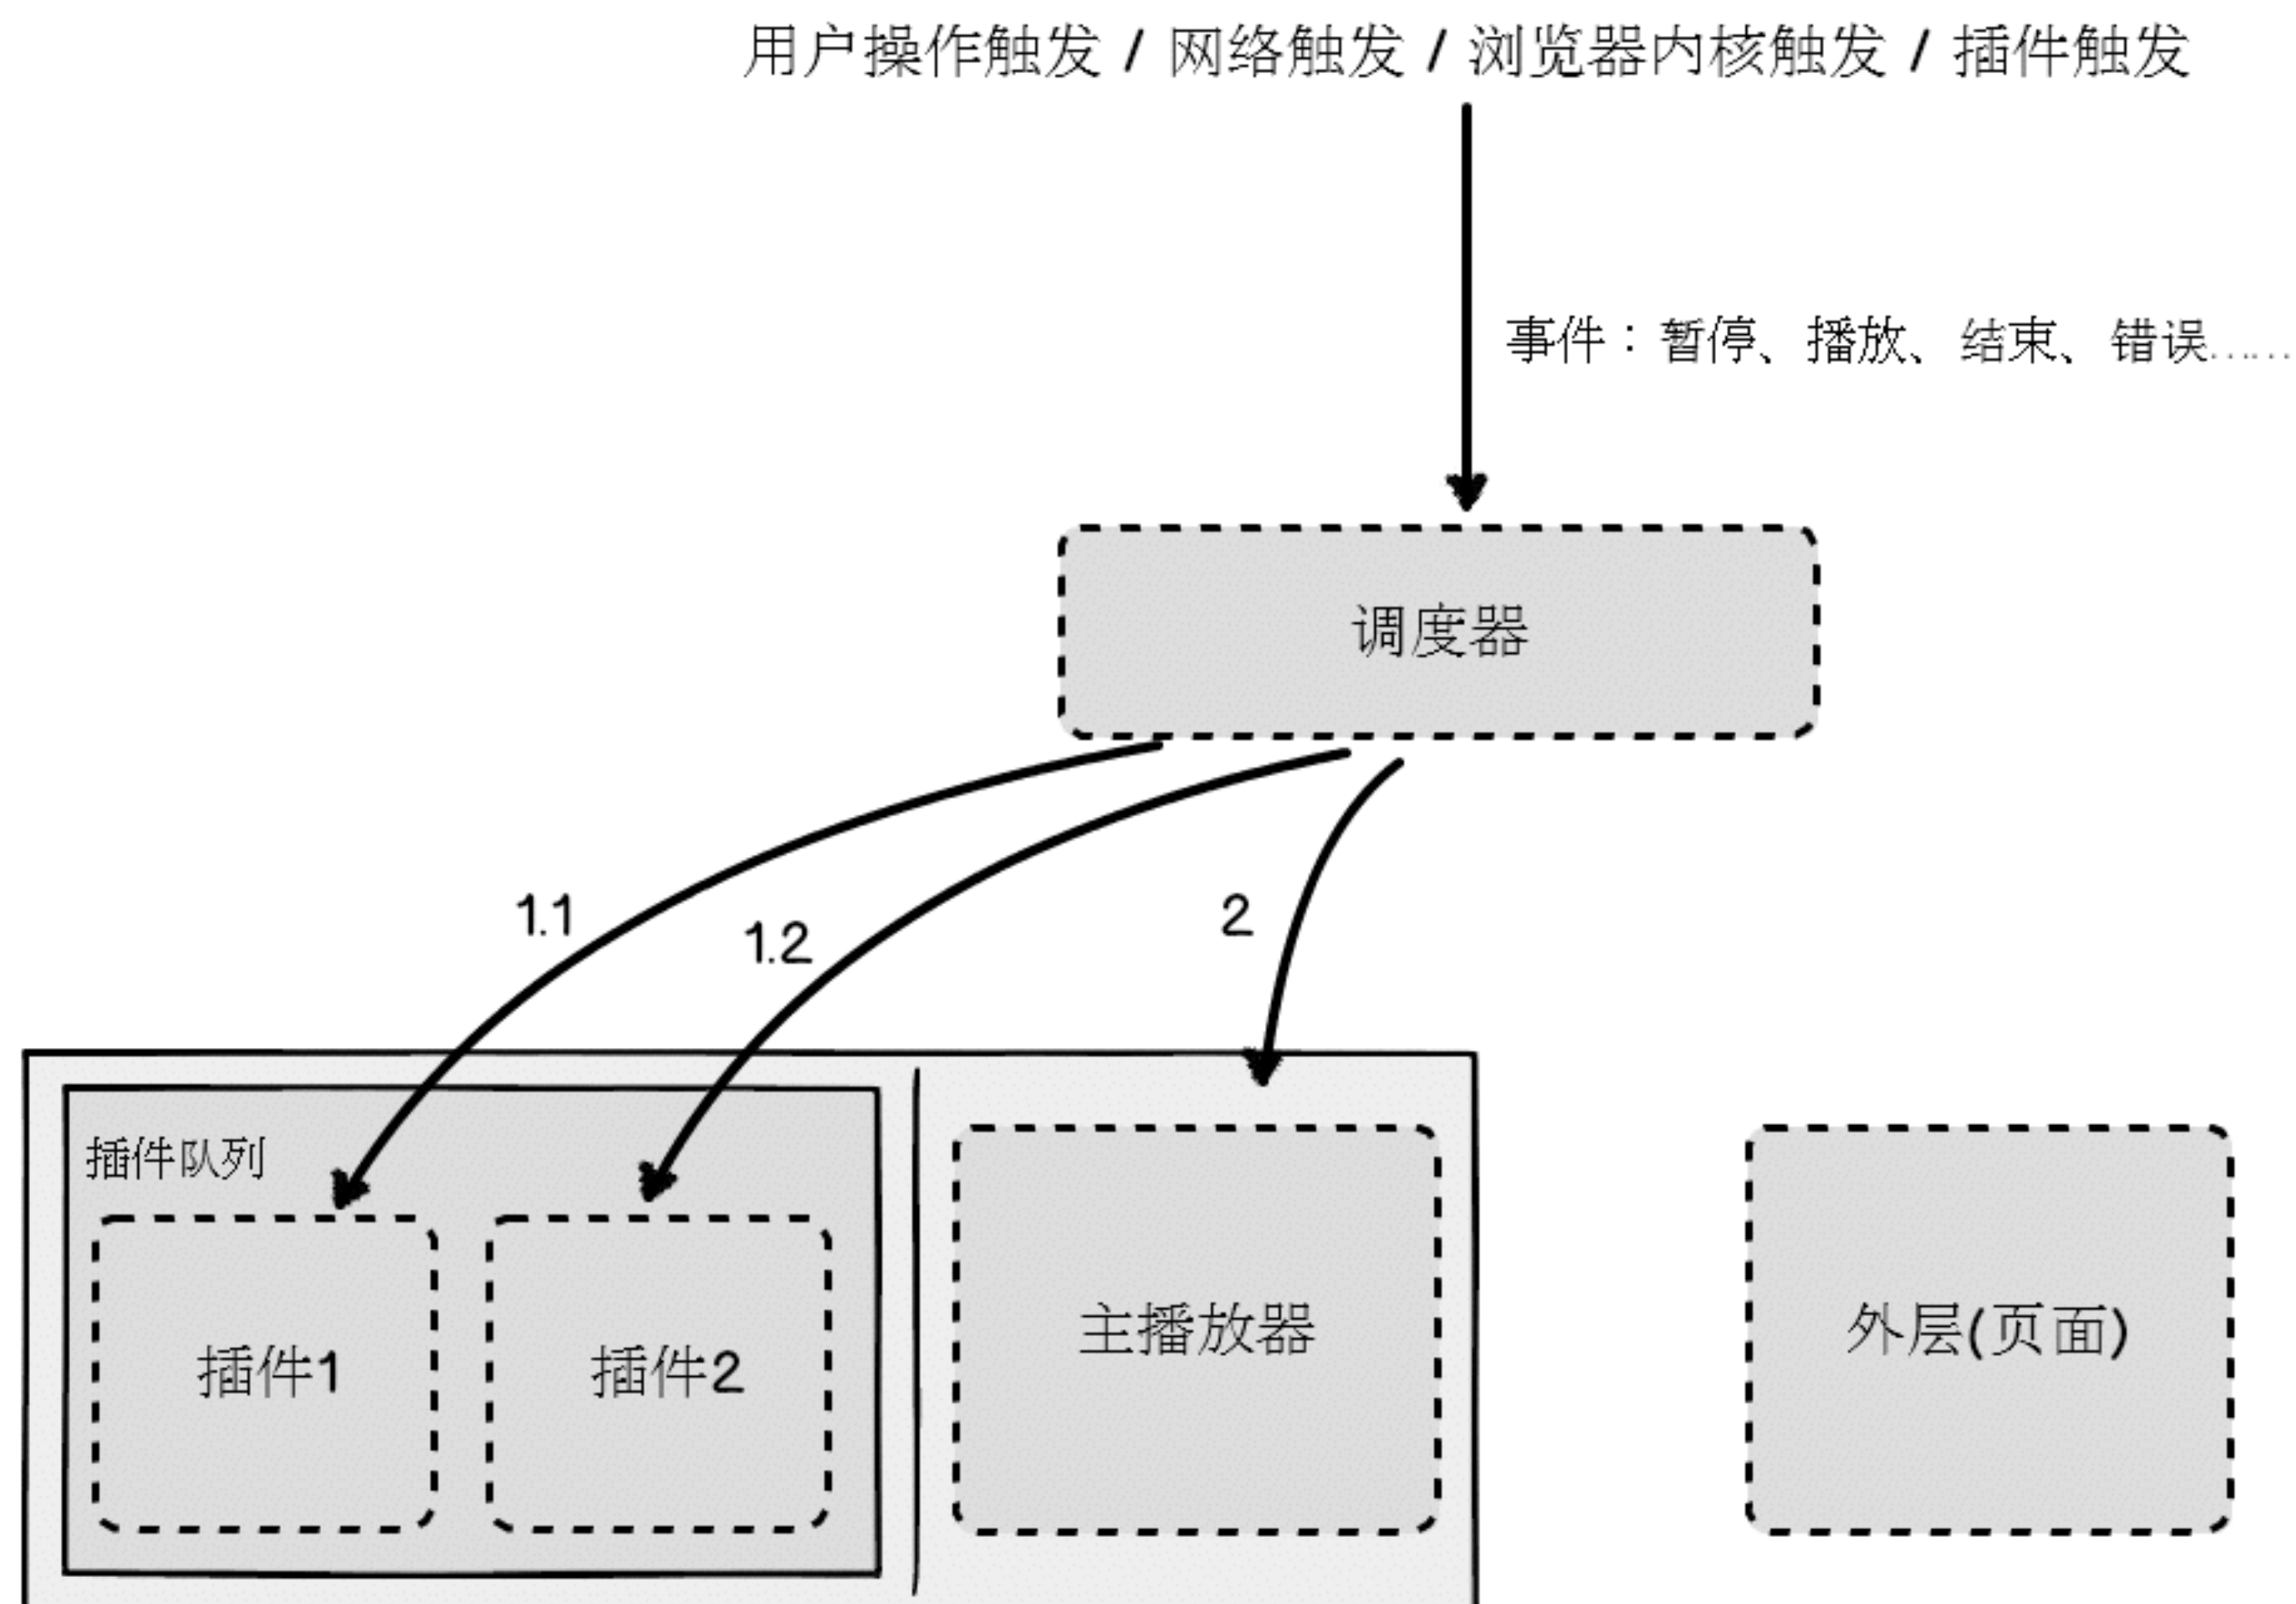 用户操作触发 / 网络触发 / 浏览器内核触发 / 插件触发
事件：暂停、播放、结束、错误……
调度器
1.1
1.2
2
插件队列
插件1
插件2
主播放器
外层(页面)